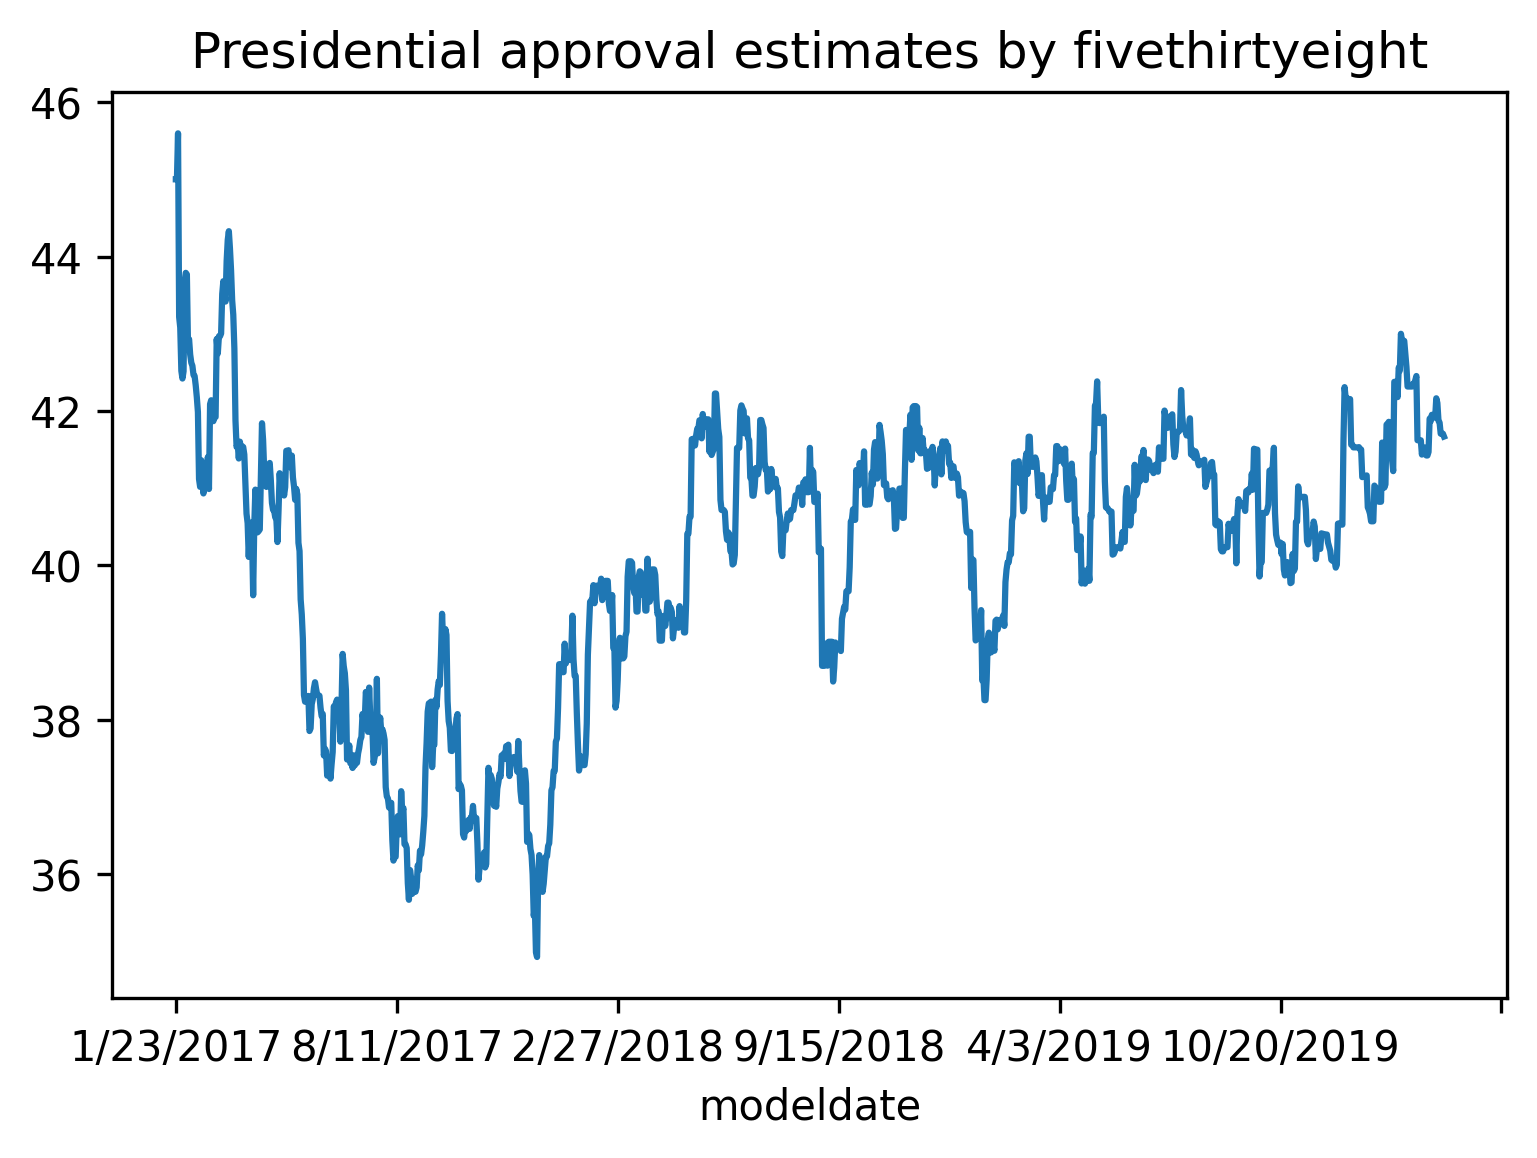 Presidential approval estimates by fivethirtyeight
46
44
42
40
38
36
1/23/2017 8/11/2017 2/27/2018 9/15/2018 4/3/2019 10/20/2019
modeldate